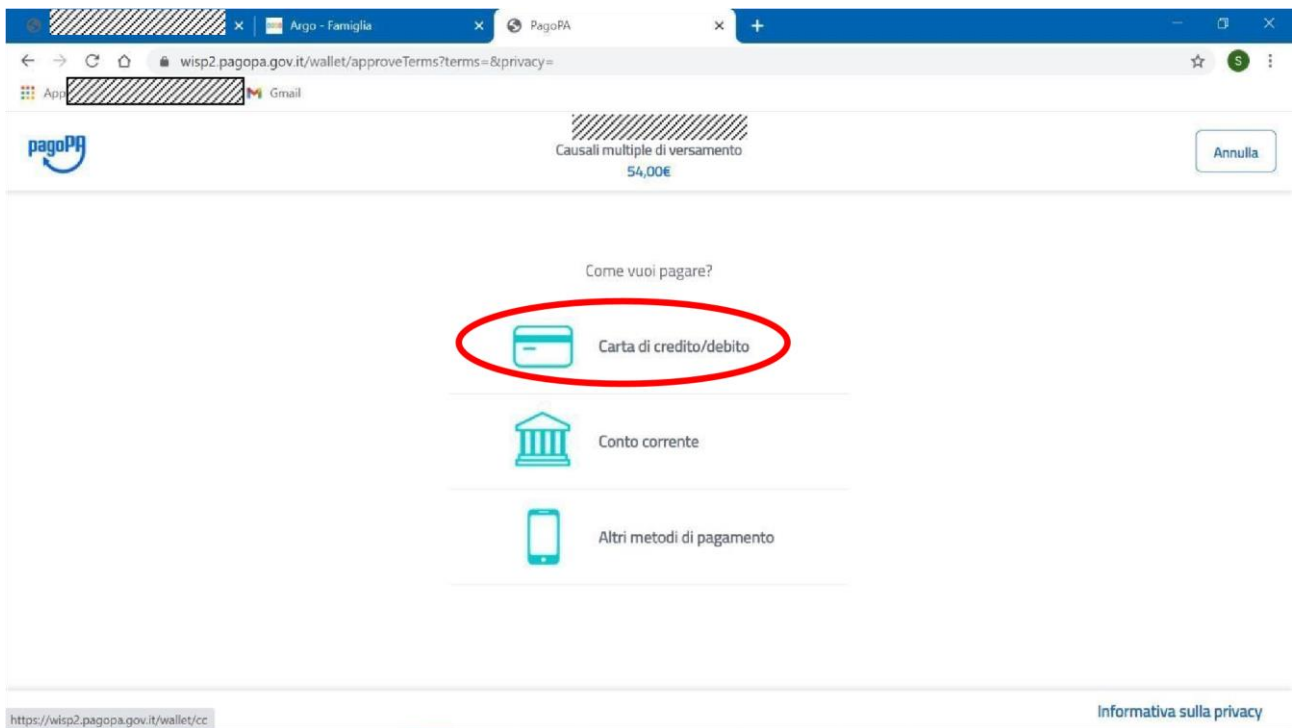 Argo - Famiglia
PagoPA
wisp2.pagopa.gov.it/wallet/approveTerms?terms=&privacy=
S
App
Gmail
pagoPA
Causali multiple di versamento
54,00€
Annulla
Come vuoi pagare?
Carta di credito/debito
Conto corrente
Altri metodi di pagamento
Informativa sulla privacy
https://wisp2.pagopa.gov.it/wallet/cc